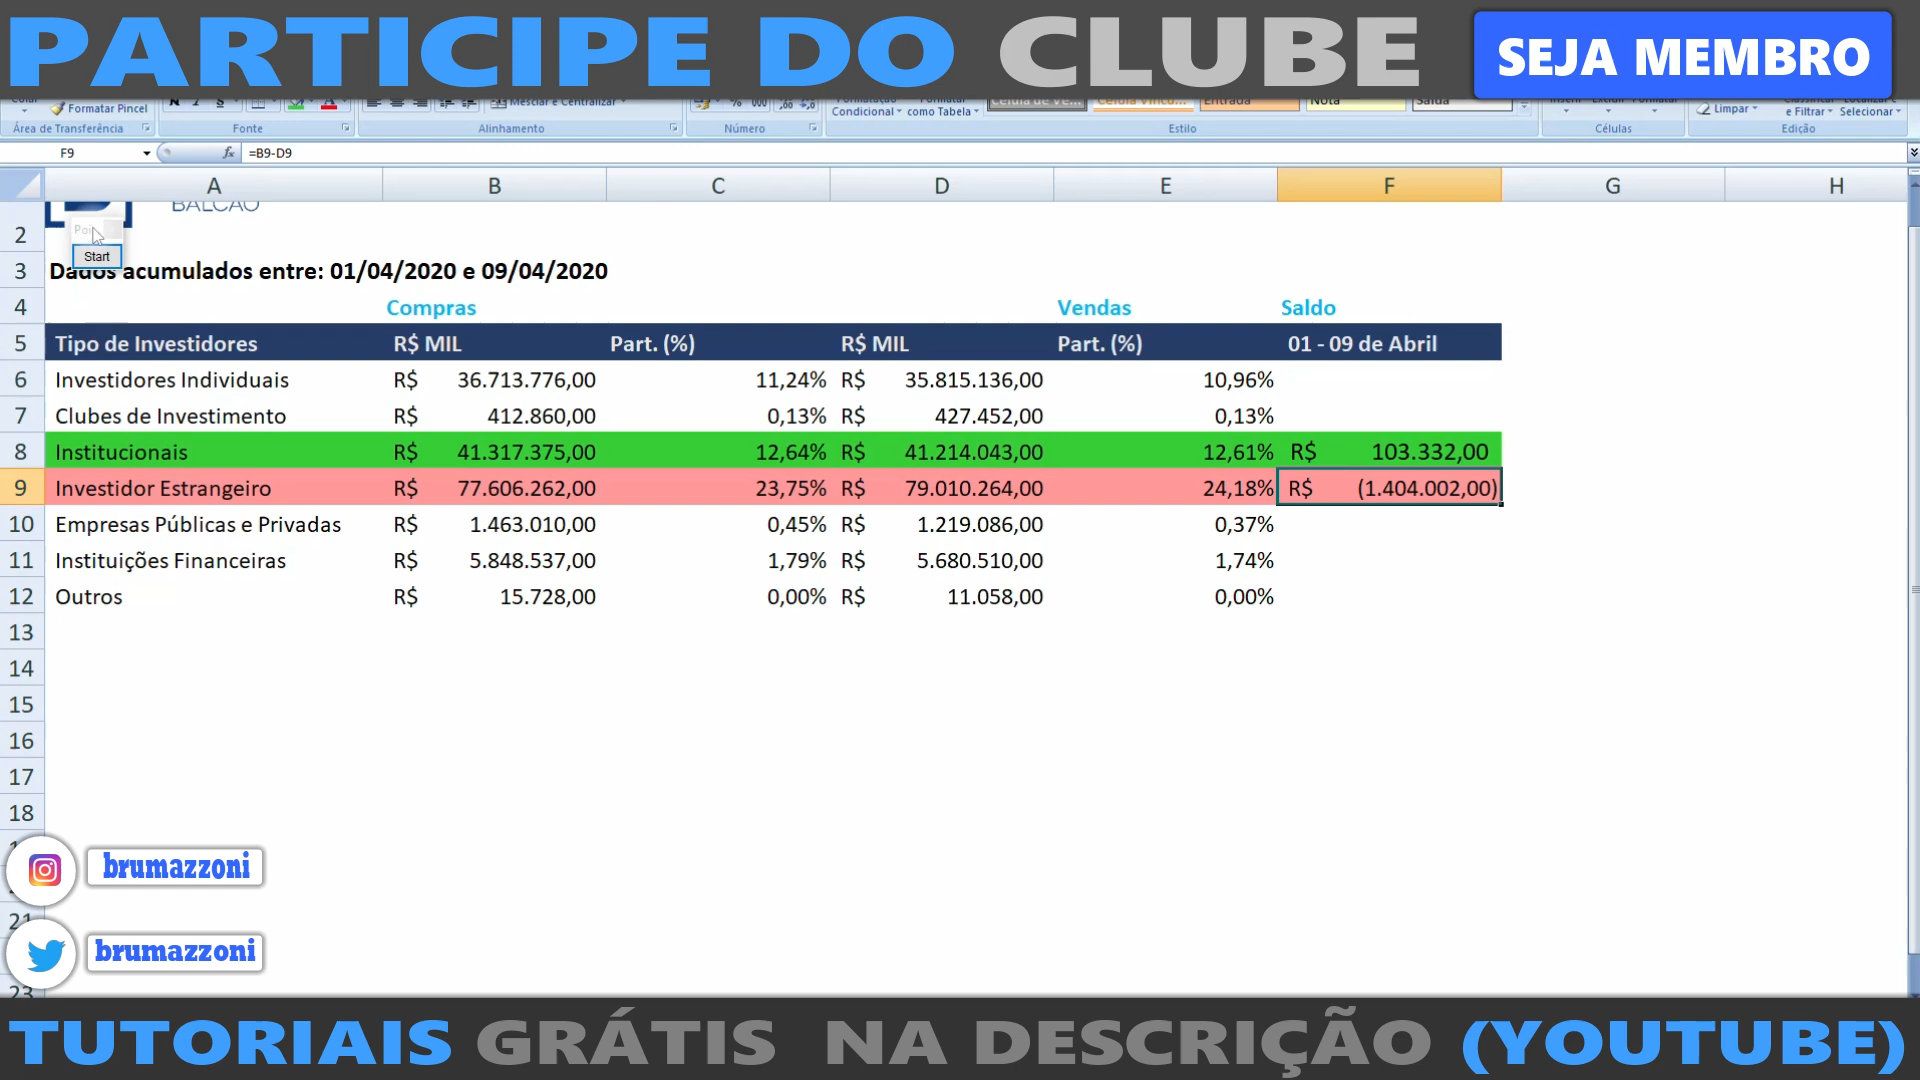 PARTICIPE DO CLUBE
SEJA MEMBRO
Formatar Pincel
Mesclar e Centralizar
% 000
Condicional
como Tabela
Entrada
Nota
Limpar
e Filtrar
Selecionar
Área de Transferência
Fonte
Alinhamento
Número
Estilo
Células
Edição
F9 fx =B9-D9
A B C D E F G H
BALCÃO
2
Start
3 Dados acumulados entre: 01/04/2020 e 09/04/2020
4 Compras Vendas Saldo
5 Tipo de Investidores R$ MIL Part. (%) R$ MIL Part. (%) 01 - 09 de Abril
6 Investidores Individuais R$ 36.713.776,00 11,24% R$ 35.815.136,00 10,96%
7 Clubes de Investimento R$ 412.860,00 0,13% R$ 427.452,00 0,13%
8 Institucionais R$ 41.317.375,00 12,64% R$ 41.214.043,00 12,61% R$ 103.332,00
9 Investidor Estrangeiro R$ 77.606.262,00 23,75% R$ 79.010.264,00 24,18% R$ (1.404.002,00)
10 Empresas Públicas e Privadas R$ 1.463.010,00 0,45% R$ 1.219.086,00 0,37%
11 Instituições Financeiras R$ 5.848.537,00 1,79% R$ 5.680.510,00 1,74%
12 Outros R$ 15.728,00 0,00% R$ 11.058,00 0,00%
13
14
15
16
17
18
brumazzoni
21
brumazzoni
23
TUTORIAIS GRÁTIS NA DESCRIÇÃO (YOUTUBE)